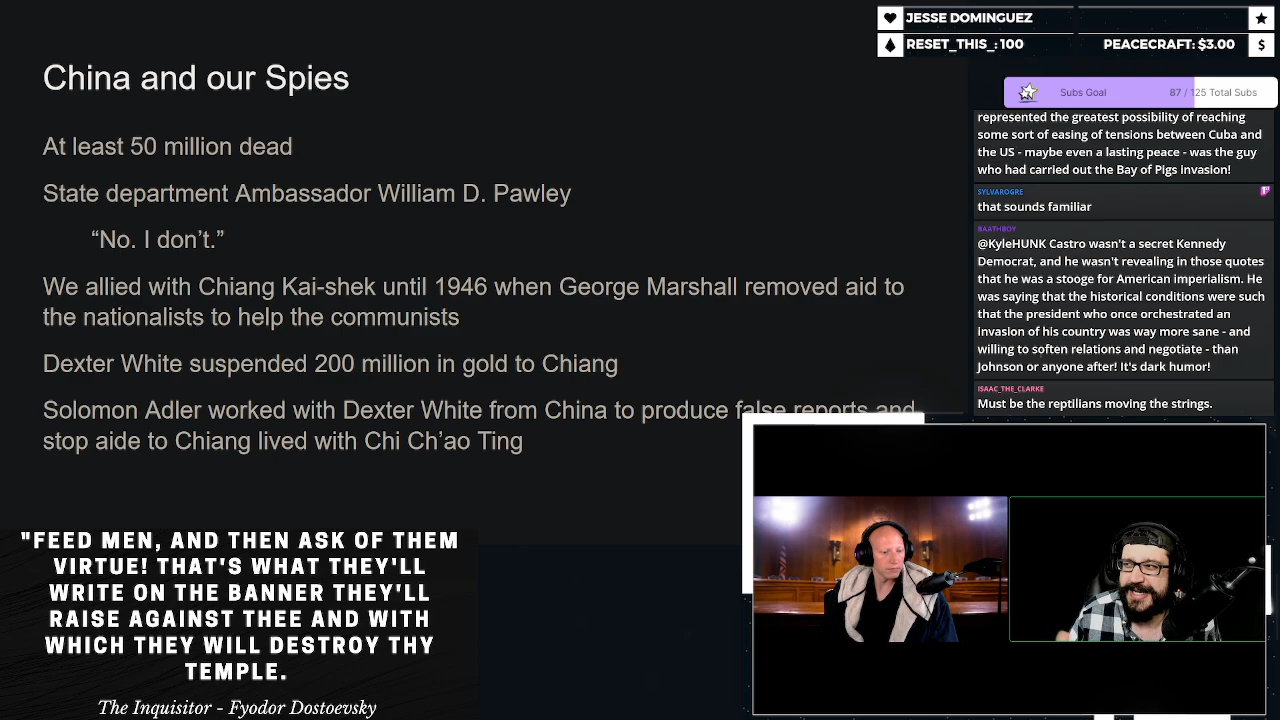 China and our Spies
At least 50 million dead
State department Ambassador William D. Pawley
“No. I don’t.”
We allied with Chiang Kai-shek until 1946 when George Marshall removed aid to
the nationalists to help the communists
Dexter White suspended 200 million in gold to Chiang
Solomon Adler worked with Dexter White from China to produce false reports and
stop aide to Chiang lived with Chi Ch’ao Ting
"FEED MEN, AND THEN ASK OF THEM
VIRTUE! THAT'S WHAT THEY'LL
WRITE ON THE BANNER THEY'LL
RAISE AGAINST THEE AND WITH
WHICH THEY WILL DESTROY THY
TEMPLE.
The Inquisitor - Fyodor Dostoevsky
JESSE DOMINGUEZ
RESET_THIS_: 100
PEACECRAFT: $3.00
Subs Goal
87 / 125 Total Subs
represented the greatest possibility of reaching
some sort of easing of tensions between Cuba and
the US - maybe even a lasting peace - was the guy
who had carried out the Bay of Pigs invasion!
SYLVAROGRE
that sounds familiar
BAATHBOY
@KyleHUNK Castro wasn't a secret Kennedy
Democrat, and he wasn't revealing in those quotes
that he was a stooge for American imperialism. He
was saying that the historical conditions were such
that the president who once orchestrated an
invasion of his country was way more sane - and
willing to soften relations and negotiate - than
Johnson or anyone after! It's dark humor!
ISAAC_THE_CLARKE
Must be the reptilians moving the strings.